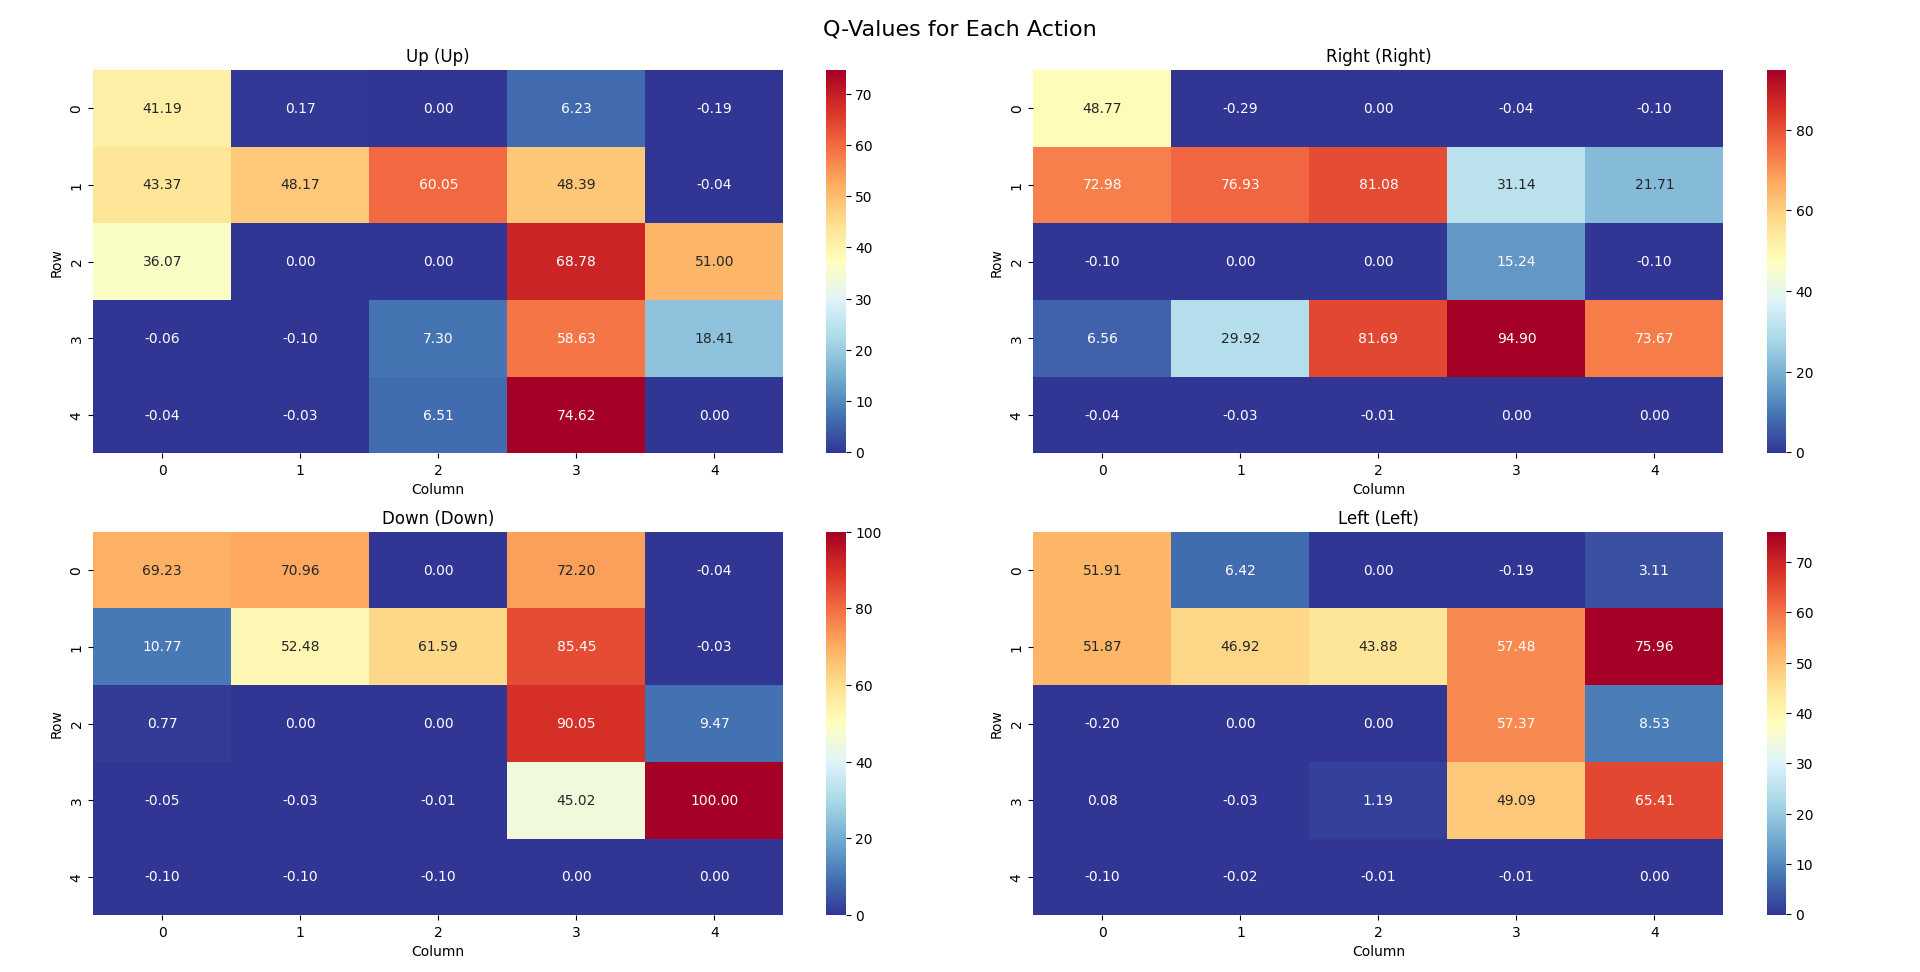 Q-Values for Each Action
Up (Up)
0 41.19 0.17 0.00 6.23 -0.19
1 43.37 48.17 60.05 48.39 -0.04
2 36.07 0.00 0.00 68.78 51.00
3 -0.06 -0.10 7.30 58.63 18.41
4 -0.04 -0.03 6.51 74.62 0.00
0 1 2 3 4
Row
Column
70
60
50
40
30
20
10
0
Right (Right)
0 48.77 -0.29 0.00 -0.04 -0.10
1 72.98 76.93 81.08 31.14 21.71
2 -0.10 0.00 0.00 15.24 -0.10
3 6.56 29.92 81.69 94.90 73.67
4 -0.04 -0.03 -0.01 0.00 0.00
0 1 2 3 4
Row
Column
80
60
40
20
0
Down (Down)
0 69.23 70.96 0.00 72.20 -0.04
1 10.77 52.48 61.59 85.45 -0.03
2 0.77 0.00 0.00 90.05 9.47
3 -0.05 -0.03 -0.01 45.02 100.00
4 -0.10 -0.10 -0.10 0.00 0.00
0 1 2 3 4
Row
Column
100
80
60
40
20
0
Left (Left)
0 51.91 6.42 0.00 -0.19 3.11
1 51.87 46.92 43.88 57.48 75.96
2 -0.20 0.00 0.00 57.37 8.53
3 0.08 -0.03 1.19 49.09 65.41
4 -0.10 -0.02 -0.01 -0.01 0.00
0 1 2 3 4
Row
Column
70
60
50
40
30
20
10
0